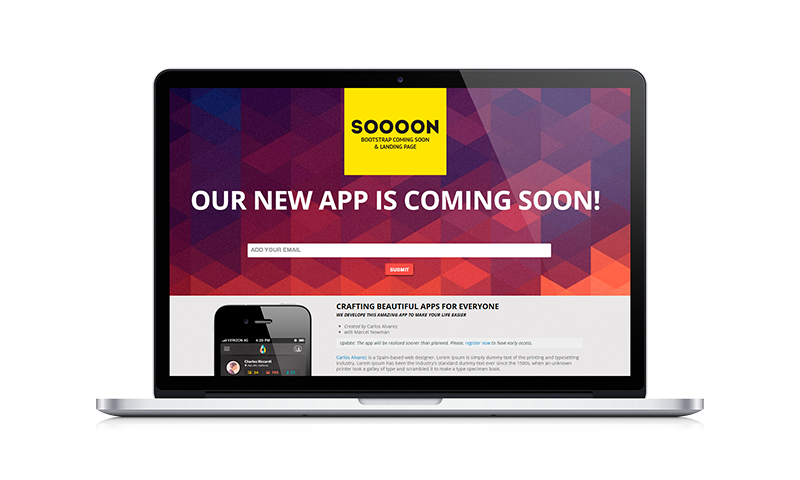 SOOOON
BOOTSTRAP COMING SOON
& LANDING PAGE
OUR NEW APP IS COMING SOON!
ADD YOUR EMAIL
SUBMIT
CRAFTING BEAUTIFUL APPS FOR EVERYONE
WE DEVELOPE THIS AMAZING APP TO MAKE YOUR LIFE EASIER
Created by Carlos Alvarez
with Marcel Newman
Update: The app will be realised sooner than planned. Please, register now to have early access.
Carlos Alvarez is a Spain-based web designer. Lorem Ipsum is simply dummy text of the printing and typesetting
industry. Lorem Ipsum has been the industry's standard dummy text ever since the 1500s, when an unknown
printer took a galley of type and scrambled it to make a type specimen book.
VERIZON 3G 4:20 PM
Charles Riccardi